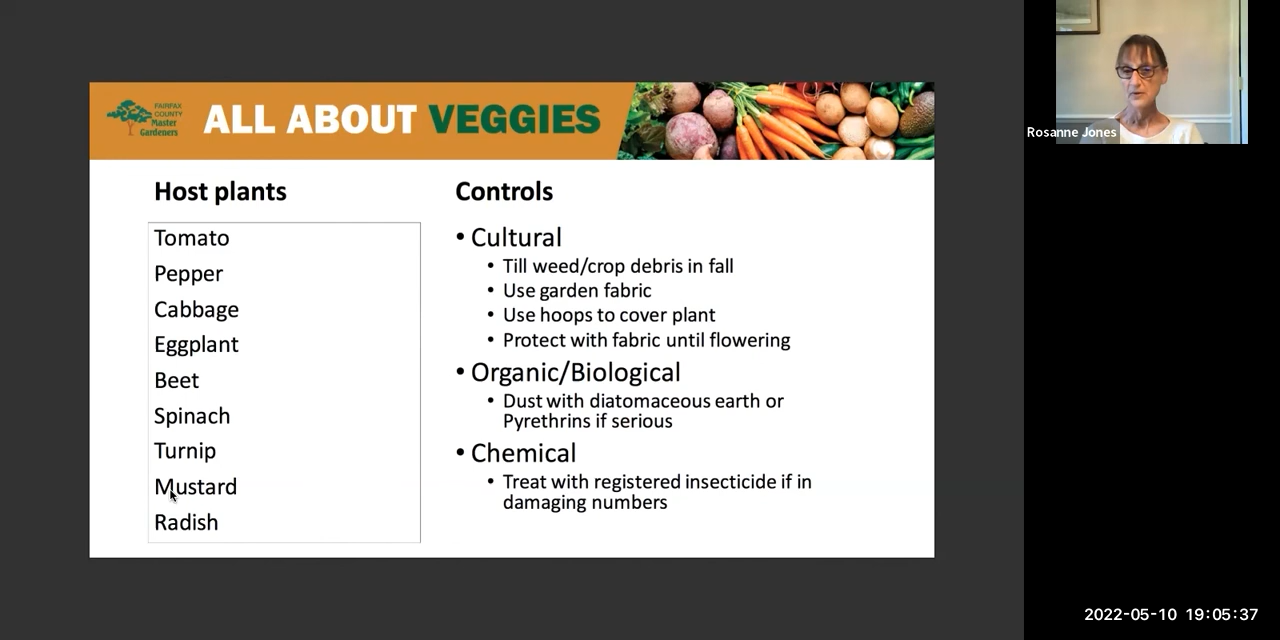 FAIRFAX
COUNTY
Master
Gardeners
ALL ABOUT VEGGIES
Host plants
Tomato
Pepper
Cabbage
Eggplant
Beet
Spinach
Turnip
Mustard
Radish
Controls
• Cultural
• Till weed/crop debris in fall
• Use garden fabric
• Use hoops to cover plant
• Protect with fabric until flowering
• Organic/Biological
• Dust with diatomaceous earth or
Pyrethrins if serious
• Chemical
• Treat with registered insecticide if in
damaging numbers
Rosanne Jones
2022-05-10 19:05:37